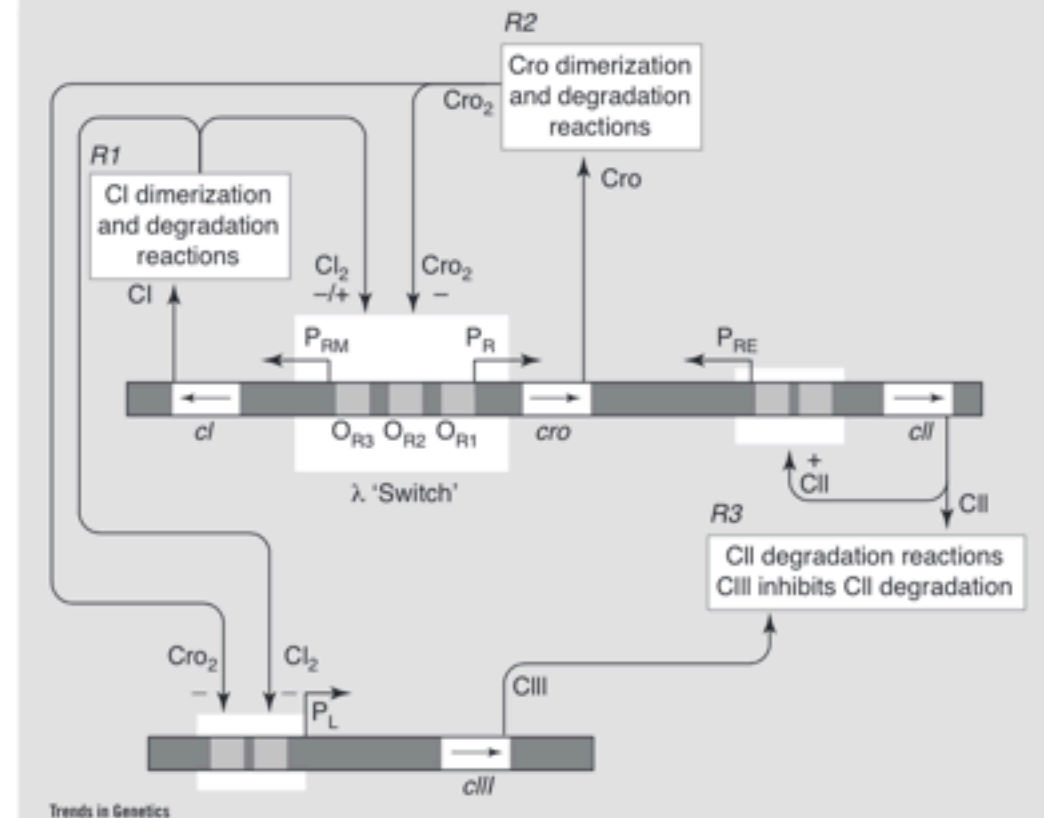 R2
Cro dimerization
and degradation
reactions
Cro2
R1
CI dimerization
and degradation
reactions
Cro
CI
CI2
–/+
Cro2
–
PRM
PR
PRE
cI
OR3 OR2 OR1
cro
cII
λ 'Switch'
+
CII
CII
R3
CII degradation reactions
CIII inhibits CII degradation
Cro2
–
CI2
–
PL
CIII
cIII
Trends in Genetics